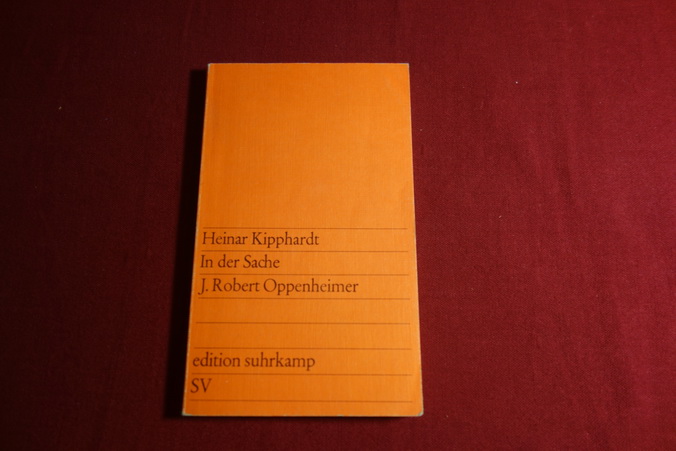 Heinar Kipphardt
In der Sache
J. Robert Oppenheimer
edition suhrkamp
SV